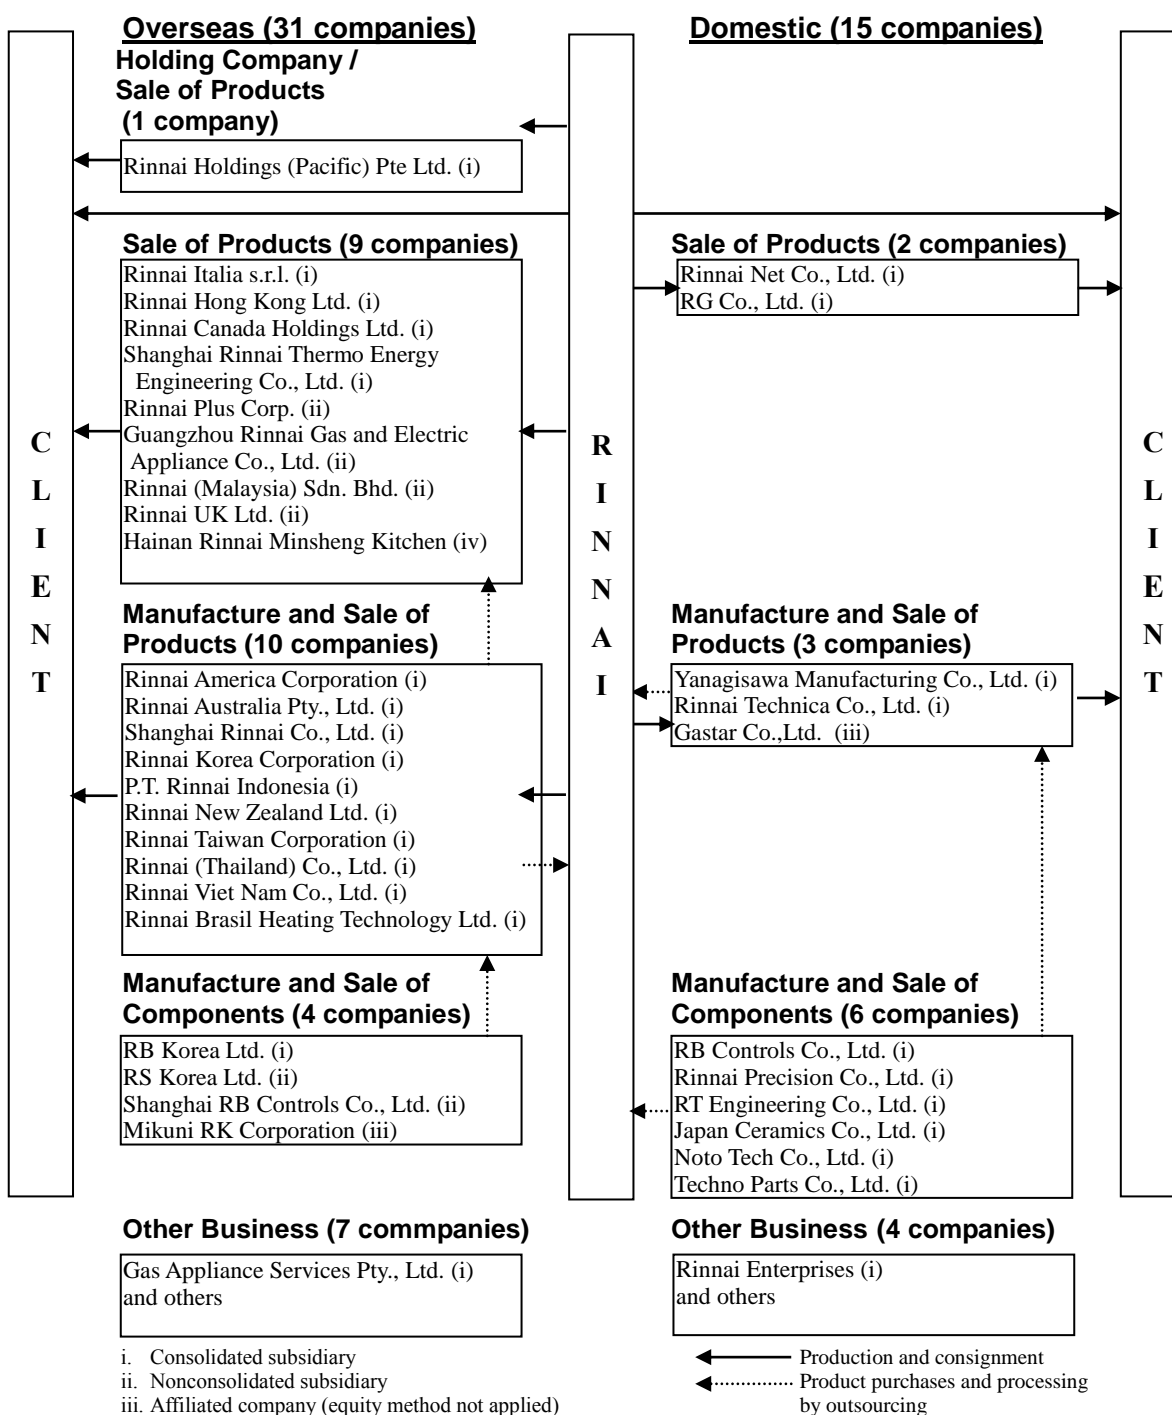 Overseas (31 companies)
Holding Company /
Sale of Products
(1 company)
Rinnai Holdings (Pacific) Pte Ltd. (i)
Sale of Products (9 companies)
Rinnai Italia s.r.l. (i)
Rinnai Hong Kong Ltd. (i)
Rinnai Canada Holdings Ltd. (i)
Shanghai Rinnai Thermo Energy
Engineering Co., Ltd. (i)
Rinnai Plus Corp. (ii)
Guangzhou Rinnai Gas and Electric
Appliance Co., Ltd. (ii)
Rinnai (Malaysia) Sdn. Bhd. (ii)
Rinnai UK Ltd. (ii)
Hainan Rinnai Minsheng Kitchen (iv)
Manufacture and Sale of
Products (10 companies)
Rinnai America Corporation (i)
Rinnai Australia Pty., Ltd. (i)
Shanghai Rinnai Co., Ltd. (i)
Rinnai Korea Corporation (i)
P.T. Rinnai Indonesia (i)
Rinnai New Zealand Ltd. (i)
Rinnai Taiwan Corporation (i)
Rinnai (Thailand) Co., Ltd. (i)
Rinnai Viet Nam Co., Ltd. (i)
Rinnai Brasil Heating Technology Ltd. (i)
Manufacture and Sale of
Components (4 companies)
RB Korea Ltd. (i)
RS Korea Ltd. (ii)
Shanghai RB Controls Co., Ltd. (ii)
Mikuni RK Corporation (iii)
Other Business (7 commpanies)
Gas Appliance Services Pty., Ltd. (i)
and others
i. Consolidated subsidiary
ii. Nonconsolidated subsidiary
iii. Affiliated company (equity method not applied)
CLIENT
RINNAI
Domestic (15 companies)
Sale of Products (2 companies)
Rinnai Net Co., Ltd. (i)
RG Co., Ltd. (i)
Manufacture and Sale of
Products (3 companies)
Yanagisawa Manufacturing Co., Ltd. (i)
Rinnai Technica Co., Ltd. (i)
Gastar Co.,Ltd. (iii)
Manufacture and Sale of
Components (6 companies)
RB Controls Co., Ltd. (i)
Rinnai Precision Co., Ltd. (i)
RT Engineering Co., Ltd. (i)
Japan Ceramics Co., Ltd. (i)
Noto Tech Co., Ltd. (i)
Techno Parts Co., Ltd. (i)
Other Business (4 companies)
Rinnai Enterprises (i)
and others
Production and consignment
Product purchases and processing
by outsourcing
CLIENT